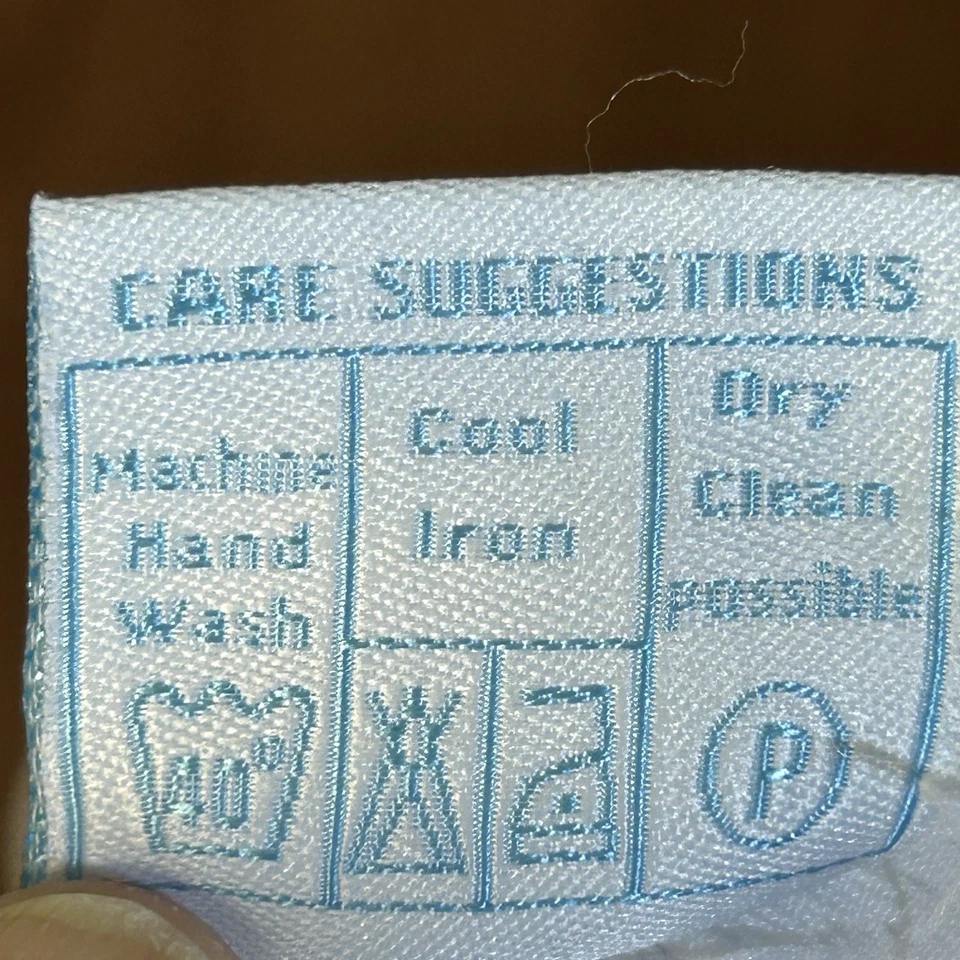 CARE SUGGESTIONS
Machine
Hand
Wash
40°
Cool
Iron
Dry
Clean
possible
P